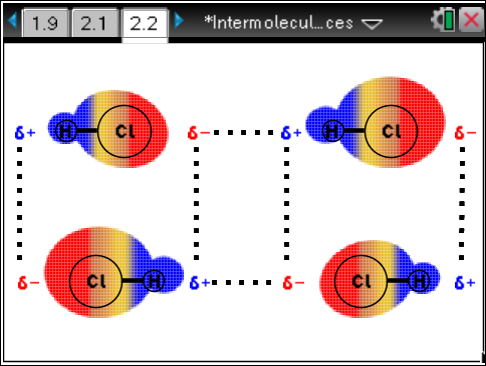 1.9 2.1 2.2 *Intermolecul...ces
δ+ H Cl δ- δ+ H Cl δ-
δ- Cl H δ+ δ- Cl H δ+